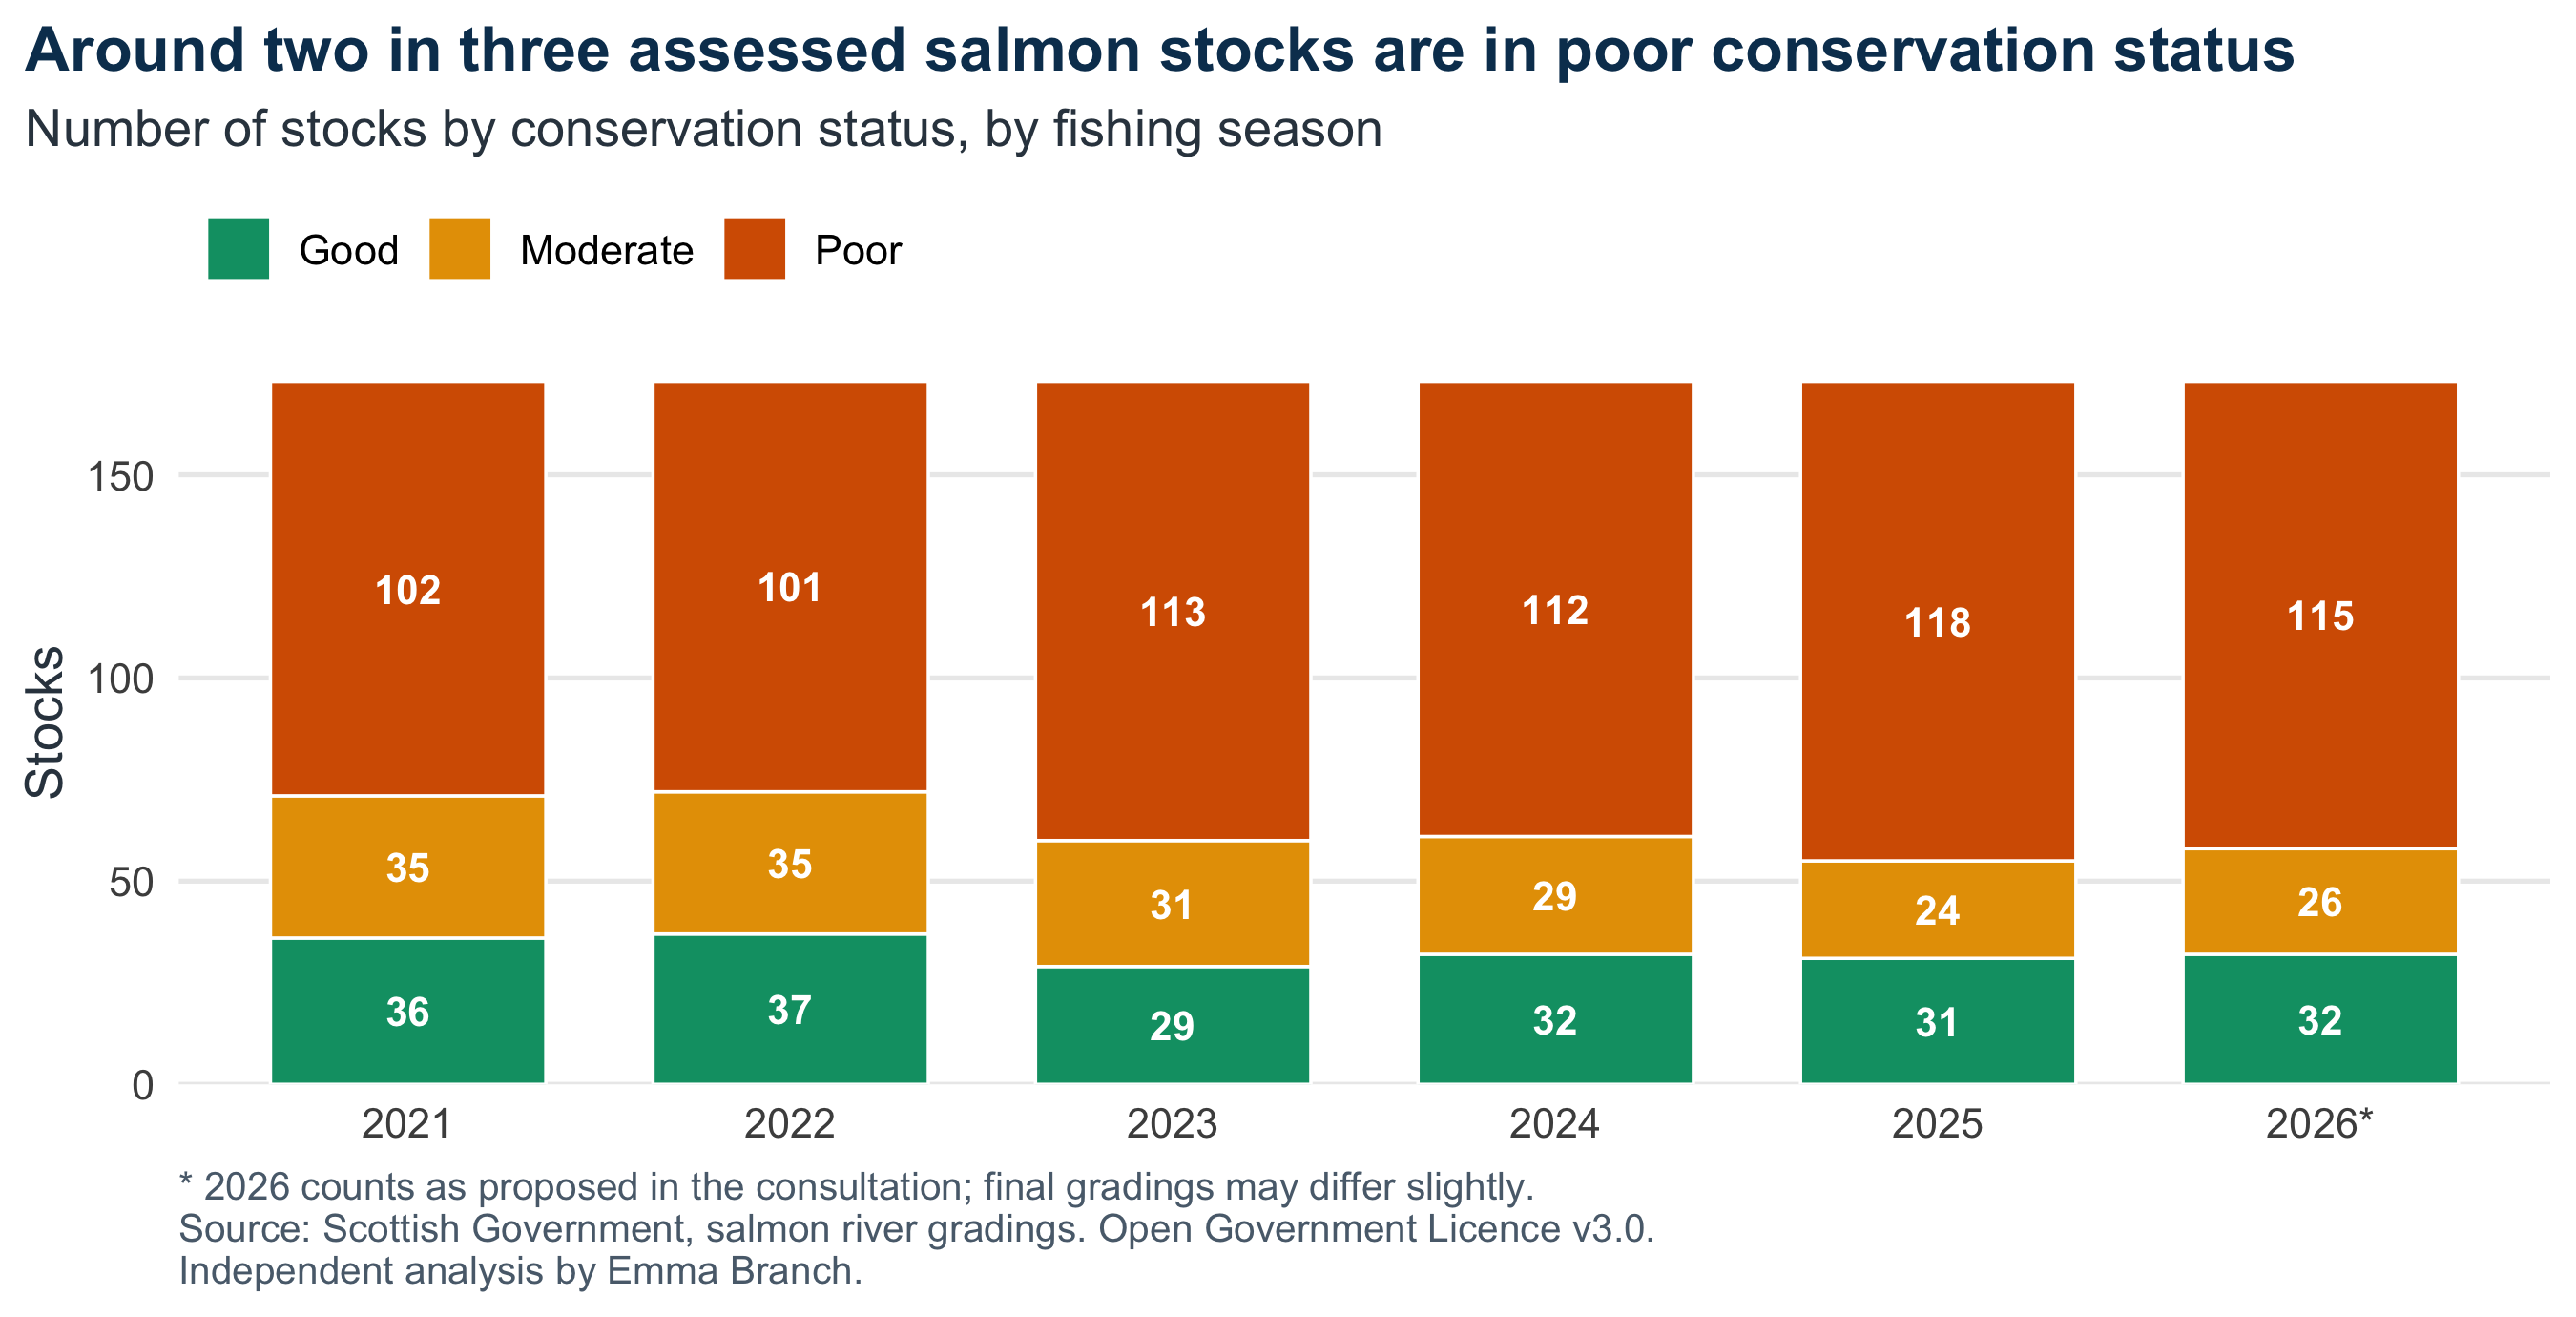 Around two in three assessed salmon stocks are in poor conservation status
Number of stocks by conservation status, by fishing season
Good Moderate Poor
Stocks
150
100
50
0
102 101 113 112 118 115
35 35 31 29 24 26
36 37 29 32 31 32
2021 2022 2023 2024 2025 2026*
* 2026 counts as proposed in the consultation; final gradings may differ slightly.
Source: Scottish Government, salmon river gradings. Open Government Licence v3.0.
Independent analysis by Emma Branch.